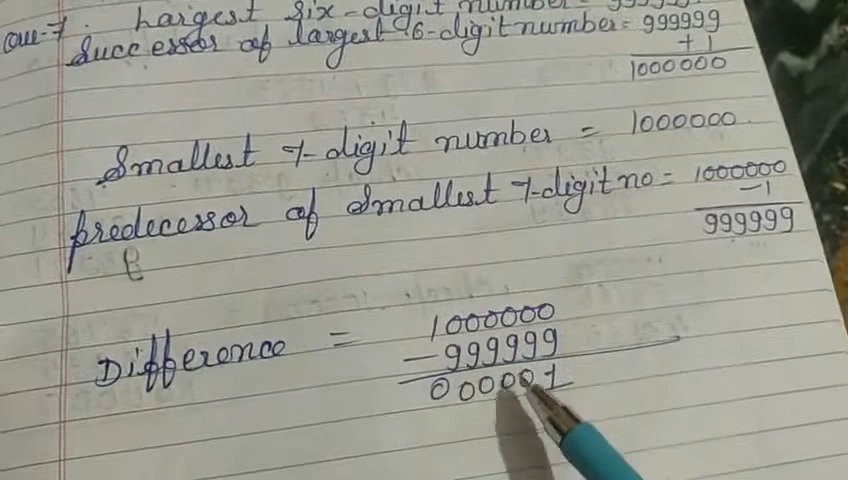 Que-7. Largest Six-digit number = 999999
Successor of largest 6-digit number = 999999
+ 1
1000000
Smallest 7-digit number = 1000000
predecessor of Smallest 7-digit no = 1000000
-1
999999
Difference = 1000000
- 999999
000001